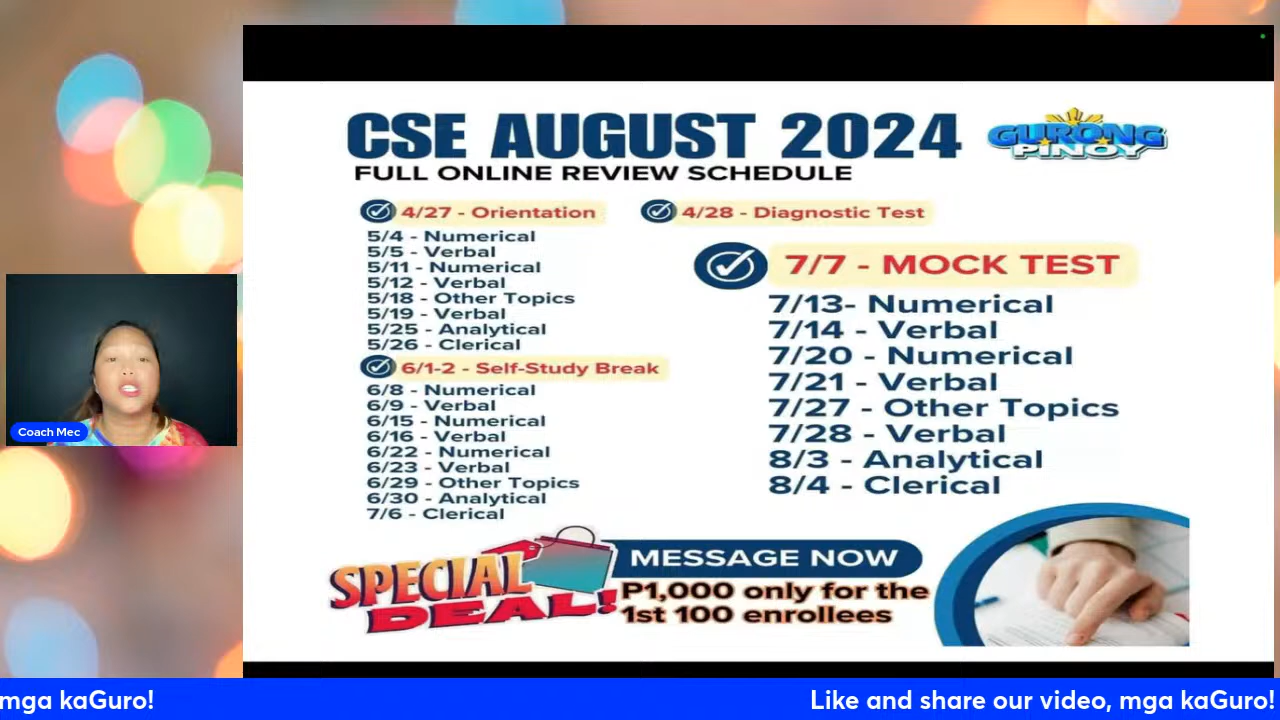 CSE AUGUST 2024
FULL ONLINE REVIEW SCHEDULE
GURONG
PINOY
4/27 - Orientation
4/28 - Diagnostic Test
5/4 - Numerical
5/5 - Verbal
5/11 - Numerical
5/12 - Verbal
5/18 - Other Topics
5/19 - Verbal
5/25 - Analytical
5/26 - Clerical
6/1-2 - Self-Study Break
6/8 - Numerical
6/9 - Verbal
6/15 - Numerical
6/16 - Verbal
6/22 - Numerical
6/23 - Verbal
6/29 - Other Topics
6/30 - Analytical
7/6 - Clerical
7/7 - MOCK TEST
7/13- Numerical
7/14 - Verbal
7/20 - Numerical
7/21 - Verbal
7/27 - Other Topics
7/28 - Verbal
8/3 - Analytical
8/4 - Clerical
SPECIAL
DEAL!
MESSAGE NOW
₱1,000 only for the
1st 100 enrollees
Coach Mec
mga kaGuro!
Like and share our video, mga kaGuro!